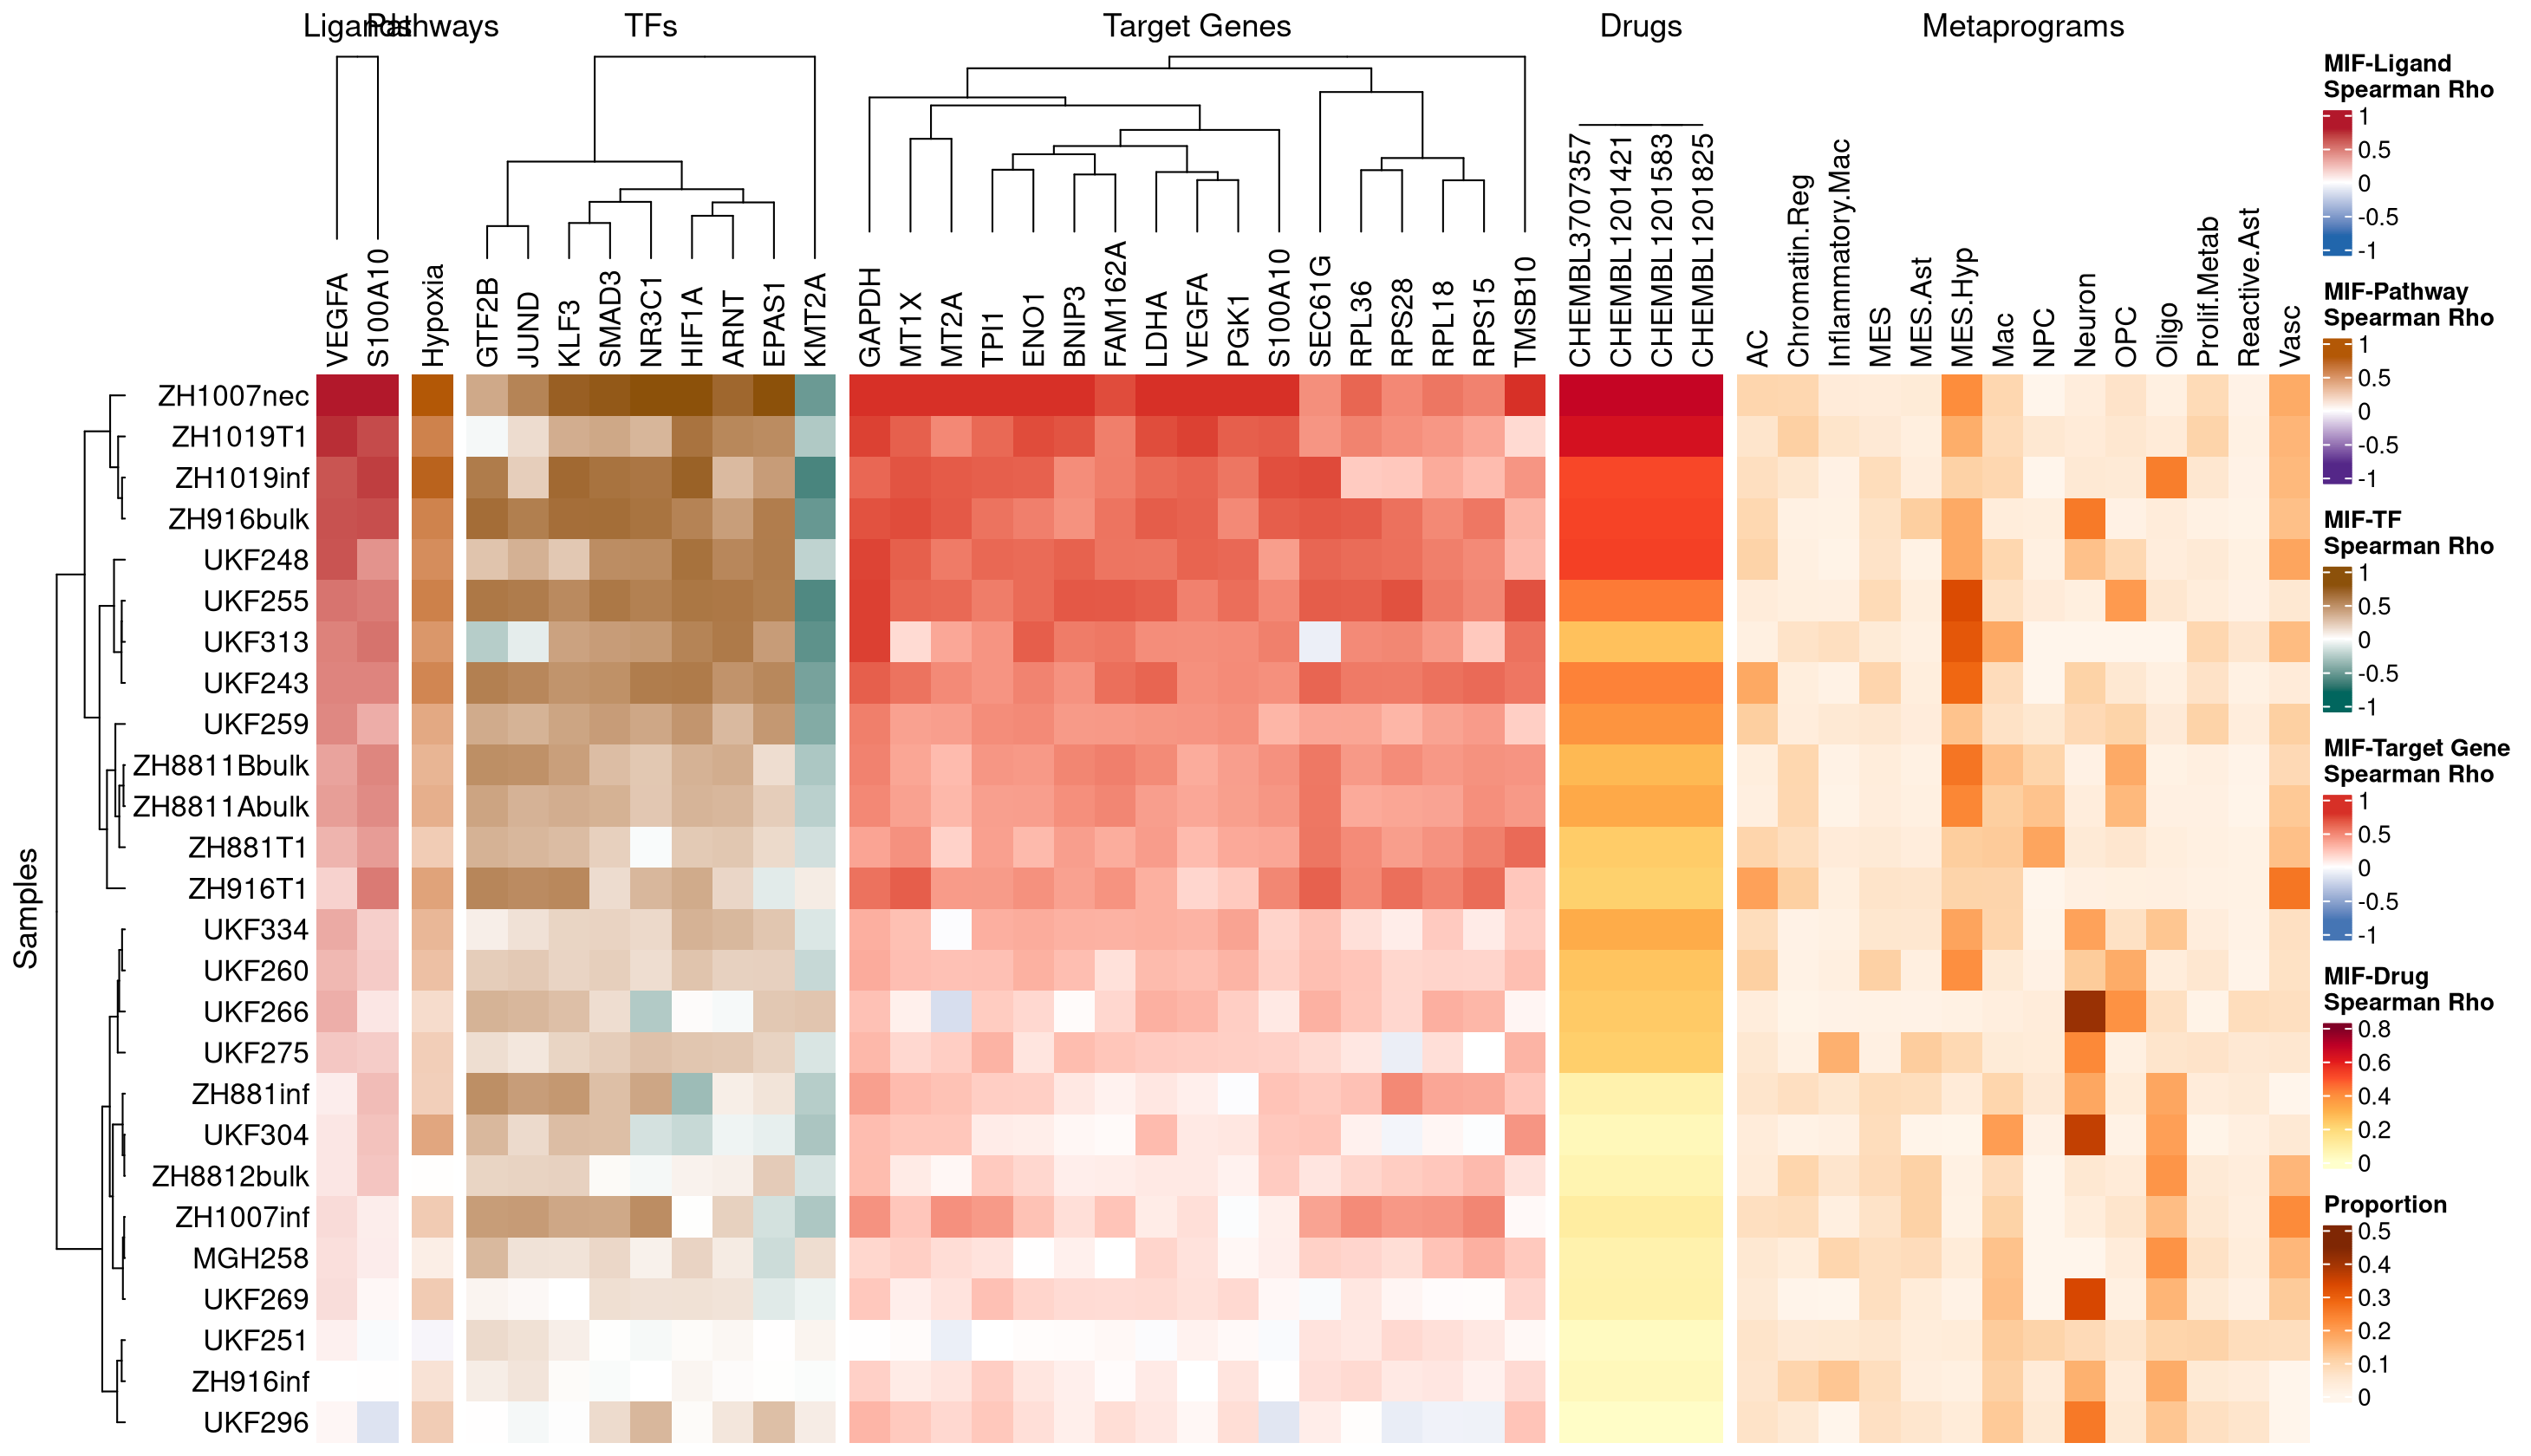 Ligands
Pathways
TFs
Target Genes
Drugs
Metaprograms
VEGFA
S100A10
Hypoxia
GTF2B
JUND
KLF3
SMAD3
NR3C1
HIF1A
ARNT
EPAS1
KMT2A
GAPDH
MT1X
MT2A
TPI1
ENO1
BNIP3
FAM162A
LDHA
VEGFA
PGK1
S100A10
SEC61G
RPL36
RPS28
RPL18
RPS15
TMSB10
CHEMBL3707357
CHEMBL1201421
CHEMBL1201583
CHEMBL1201825
AC
Chromatin.Reg
Inflammatory.Mac
MES
MES.Ast
MES.Hyp
Mac
NPC
Neuron
OPC
Oligo
Prolif.Metab
Reactive.Ast
Vasc
Samples
ZH1007nec
ZH1019T1
ZH1019inf
ZH916bulk
UKF248
UKF255
UKF313
UKF243
UKF259
ZH8811Bbulk
ZH8811Abulk
ZH881T1
ZH916T1
UKF334
UKF260
UKF266
UKF275
ZH881inf
UKF304
ZH8812bulk
ZH1007inf
MGH258
UKF269
UKF251
ZH916inf
UKF296
MIF-Ligand
Spearman Rho
1
0.5
0
-0.5
-1
MIF-Pathway
Spearman Rho
1
0.5
0
-0.5
-1
MIF-TF
Spearman Rho
1
0.5
0
-0.5
-1
MIF-Target Gene
Spearman Rho
1
0.5
0
-0.5
-1
MIF-Drug
Spearman Rho
0.8
0.6
0.4
0.2
0
Proportion
0.5
0.4
0.3
0.2
0.1
0